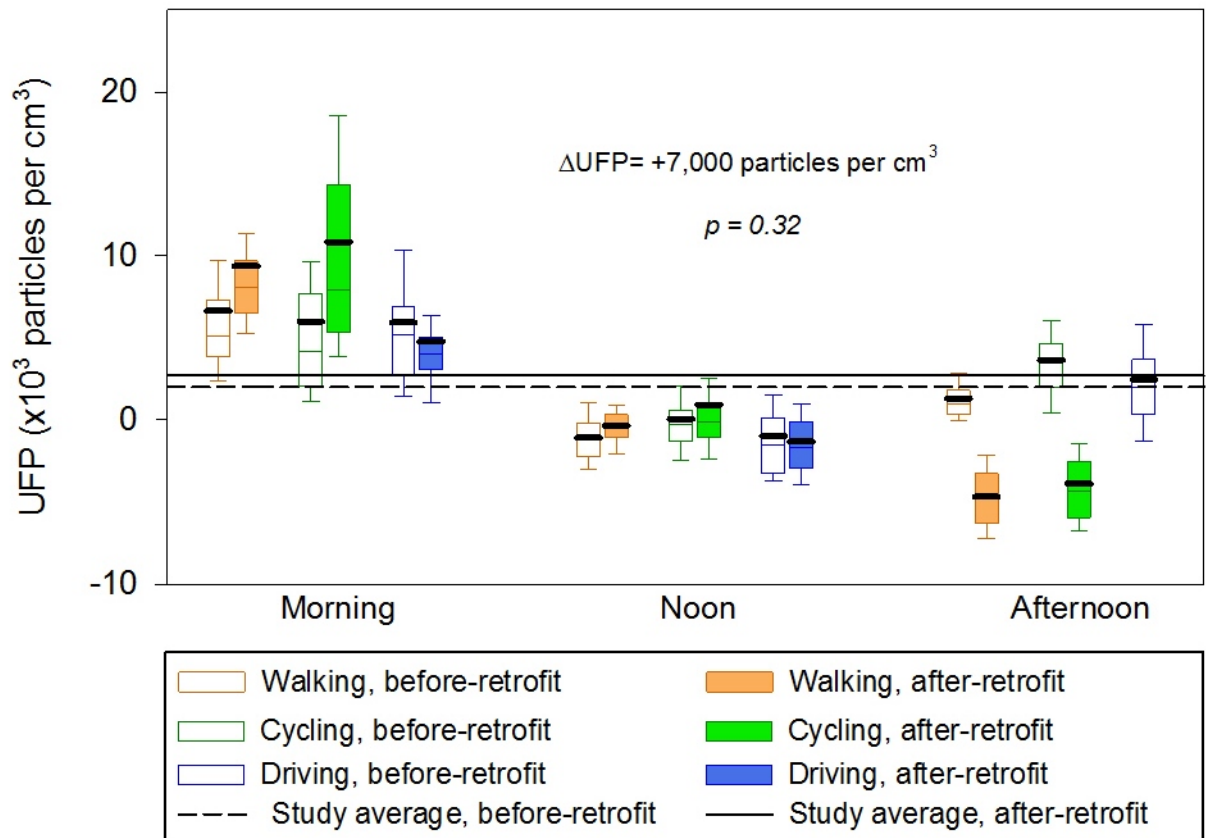 UFP (x10³ particles per cm³)
20
10
0
-10
ΔUFP= +7,000 particles per cm³
p = 0.32
Morning Noon Afternoon
Walking, before-retrofit Walking, after-retrofit
Cycling, before-retrofit Cycling, after-retrofit
Driving, before-retrofit Driving, after-retrofit
Study average, before-retrofit Study average, after-retrofit